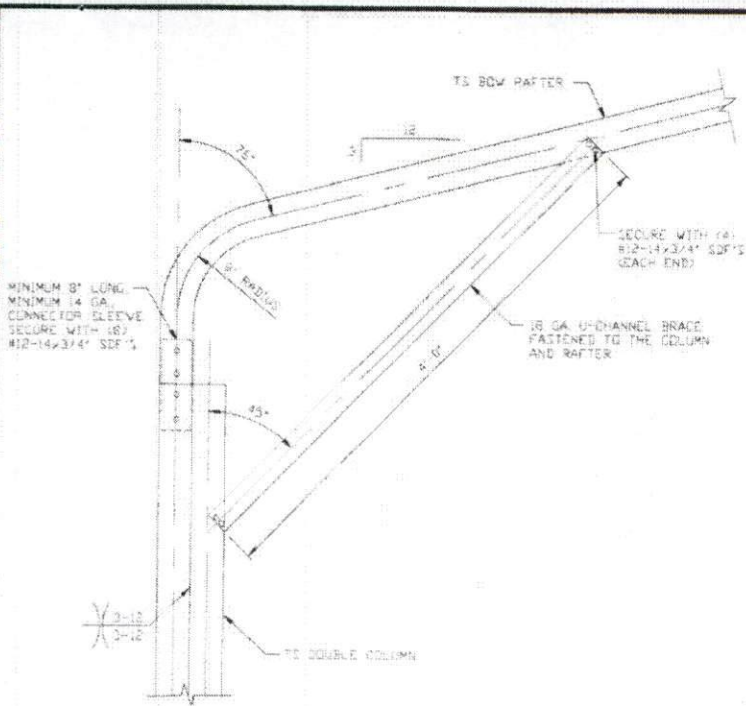 TS BOW RAFTER
12
75°
SECURE WITH (4)
#12-14x3/4" SDF'S
(EACH END)
MINIMUM 8" LONG,
MINIMUM 14 GA.
CONNECTOR SLEEVE
SECURE WITH (8)
#12-14x3/4" SDF'S
RADIUS
18 GA. U-CHANNEL BRACE
FASTENED TO THE COLUMN
AND RAFTER
4'-0"
45°
3-12
3-12
TS DOUBLE COLUMN